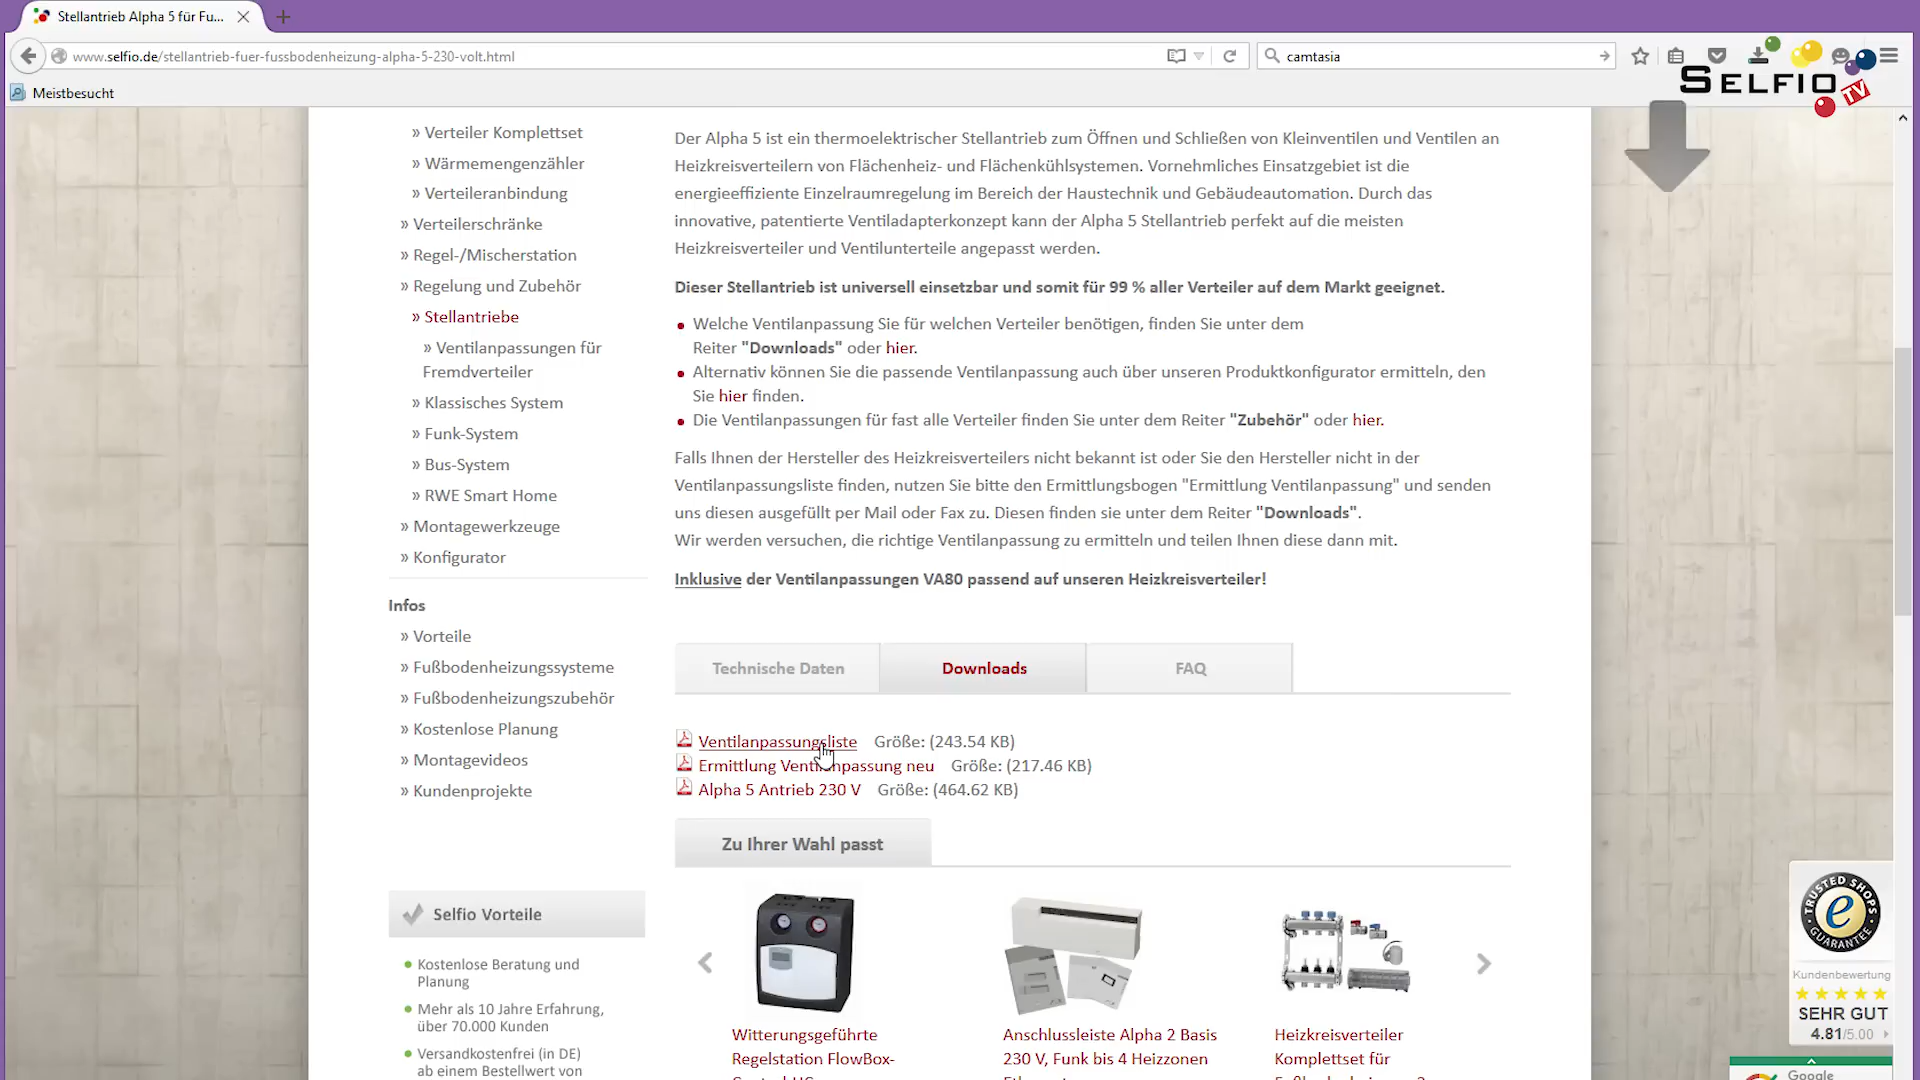 Stellantrieb Alpha 5 für Fu...
www.selfio.de/stellantrieb-fuer-fussbodenheizung-alpha-5-230-volt.html
camtasia
SELFIO TV
Meistbesucht
» Verteiler Komplettset
» Wärmemengenzähler
» Verteileranbindung
» Verteilerschränke
» Regel-/Mischerstation
» Regelung und Zubehör
» Stellantriebe
» Ventilanpassungen für
Fremdverteiler
» Klassisches System
» Funk-System
» Bus-System
» RWE Smart Home
» Montagewerkzeuge
» Konfigurator
Infos
» Vorteile
» Fußbodenheizungssysteme
» Fußbodenheizungszubehör
» Kostenlose Planung
» Montagevideos
» Kundenprojekte
Selfio Vorteile
Kostenlose Beratung und
Planung
Mehr als 10 Jahre Erfahrung,
über 70.000 Kunden
Versandkostenfrei (in DE)
ab einem Bestellwert von
Der Alpha 5 ist ein thermoelektrischer Stellantrieb zum Öffnen und Schließen von Kleinventilen und Ventilen an
Heizkreisverteilern von Flächenheiz- und Flächenkühlsystemen. Vornehmliches Einsatzgebiet ist die
energieeffiziente Einzelraumregelung im Bereich der Haustechnik und Gebäudeautomation. Durch das
innovative, patentierte Ventiladapterkonzept kann der Alpha 5 Stellantrieb perfekt auf die meisten
Heizkreisverteiler und Ventilunterteile angepasst werden.
Dieser Stellantrieb ist universell einsetzbar und somit für 99 % aller Verteiler auf dem Markt geeignet.
Welche Ventilanpassung Sie für welchen Verteiler benötigen, finden Sie unter dem
Reiter "Downloads" oder hier.
Alternativ können Sie die passende Ventilanpassung auch über unseren Produktkonfigurator ermitteln, den
Sie hier finden.
Die Ventilanpassungen für fast alle Verteiler finden Sie unter dem Reiter "Zubehör" oder hier.
Falls Ihnen der Hersteller des Heizkreisverteilers nicht bekannt ist oder Sie den Hersteller nicht in der
Ventilanpassungsliste finden, nutzen Sie bitte den Ermittlungsbogen "Ermittlung Ventilanpassung" und senden
uns diesen ausgefüllt per Mail oder Fax zu. Diesen finden sie unter dem Reiter "Downloads".
Wir werden versuchen, die richtige Ventilanpassung zu ermitteln und teilen Ihnen diese dann mit.
Inklusive der Ventilanpassungen VA80 passend auf unseren Heizkreisverteiler!
Technische Daten
Downloads
FAQ
Ventilanpassungsliste Größe: (243.54 KB)
Ermittlung Ventilanpassung neu Größe: (217.46 KB)
Alpha 5 Antrieb 230 V Größe: (464.62 KB)
Zu Ihrer Wahl passt
Witterungsgeführte
Regelstation FlowBox-
Anschlussleiste Alpha 2 Basis
230 V, Funk bis 4 Heizzonen
Heizkreisverteiler
Komplettset für
TRUSTED SHOPS
e
GUARANTEE
Kundenbewertung
SEHR GUT
4.81/5.00
Google